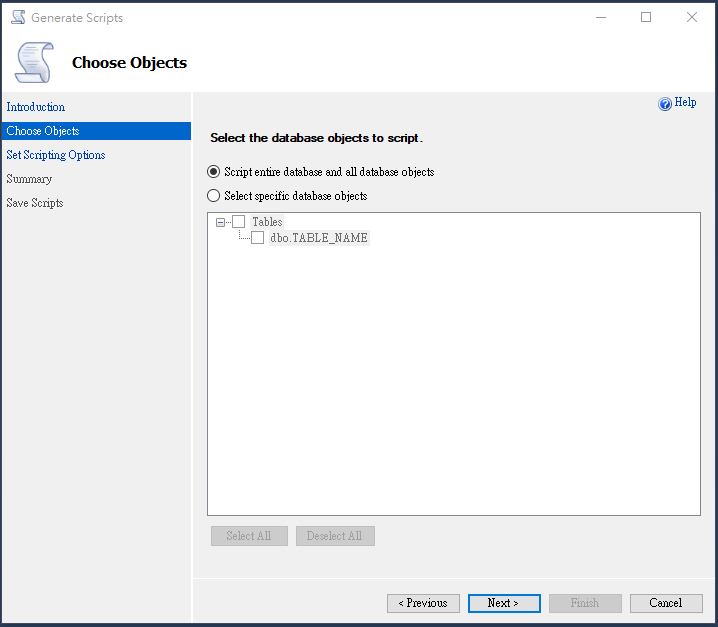 Generate Scripts
Choose Objects
Introduction
Choose Objects
Set Scripting Options
Summary
Save Scripts
Help
Select the database objects to script.
Script entire database and all database objects
Select specific database objects
Tables
dbo.TABLE_NAME
Select All
Deselect All
< Previous
Next >
Finish
Cancel